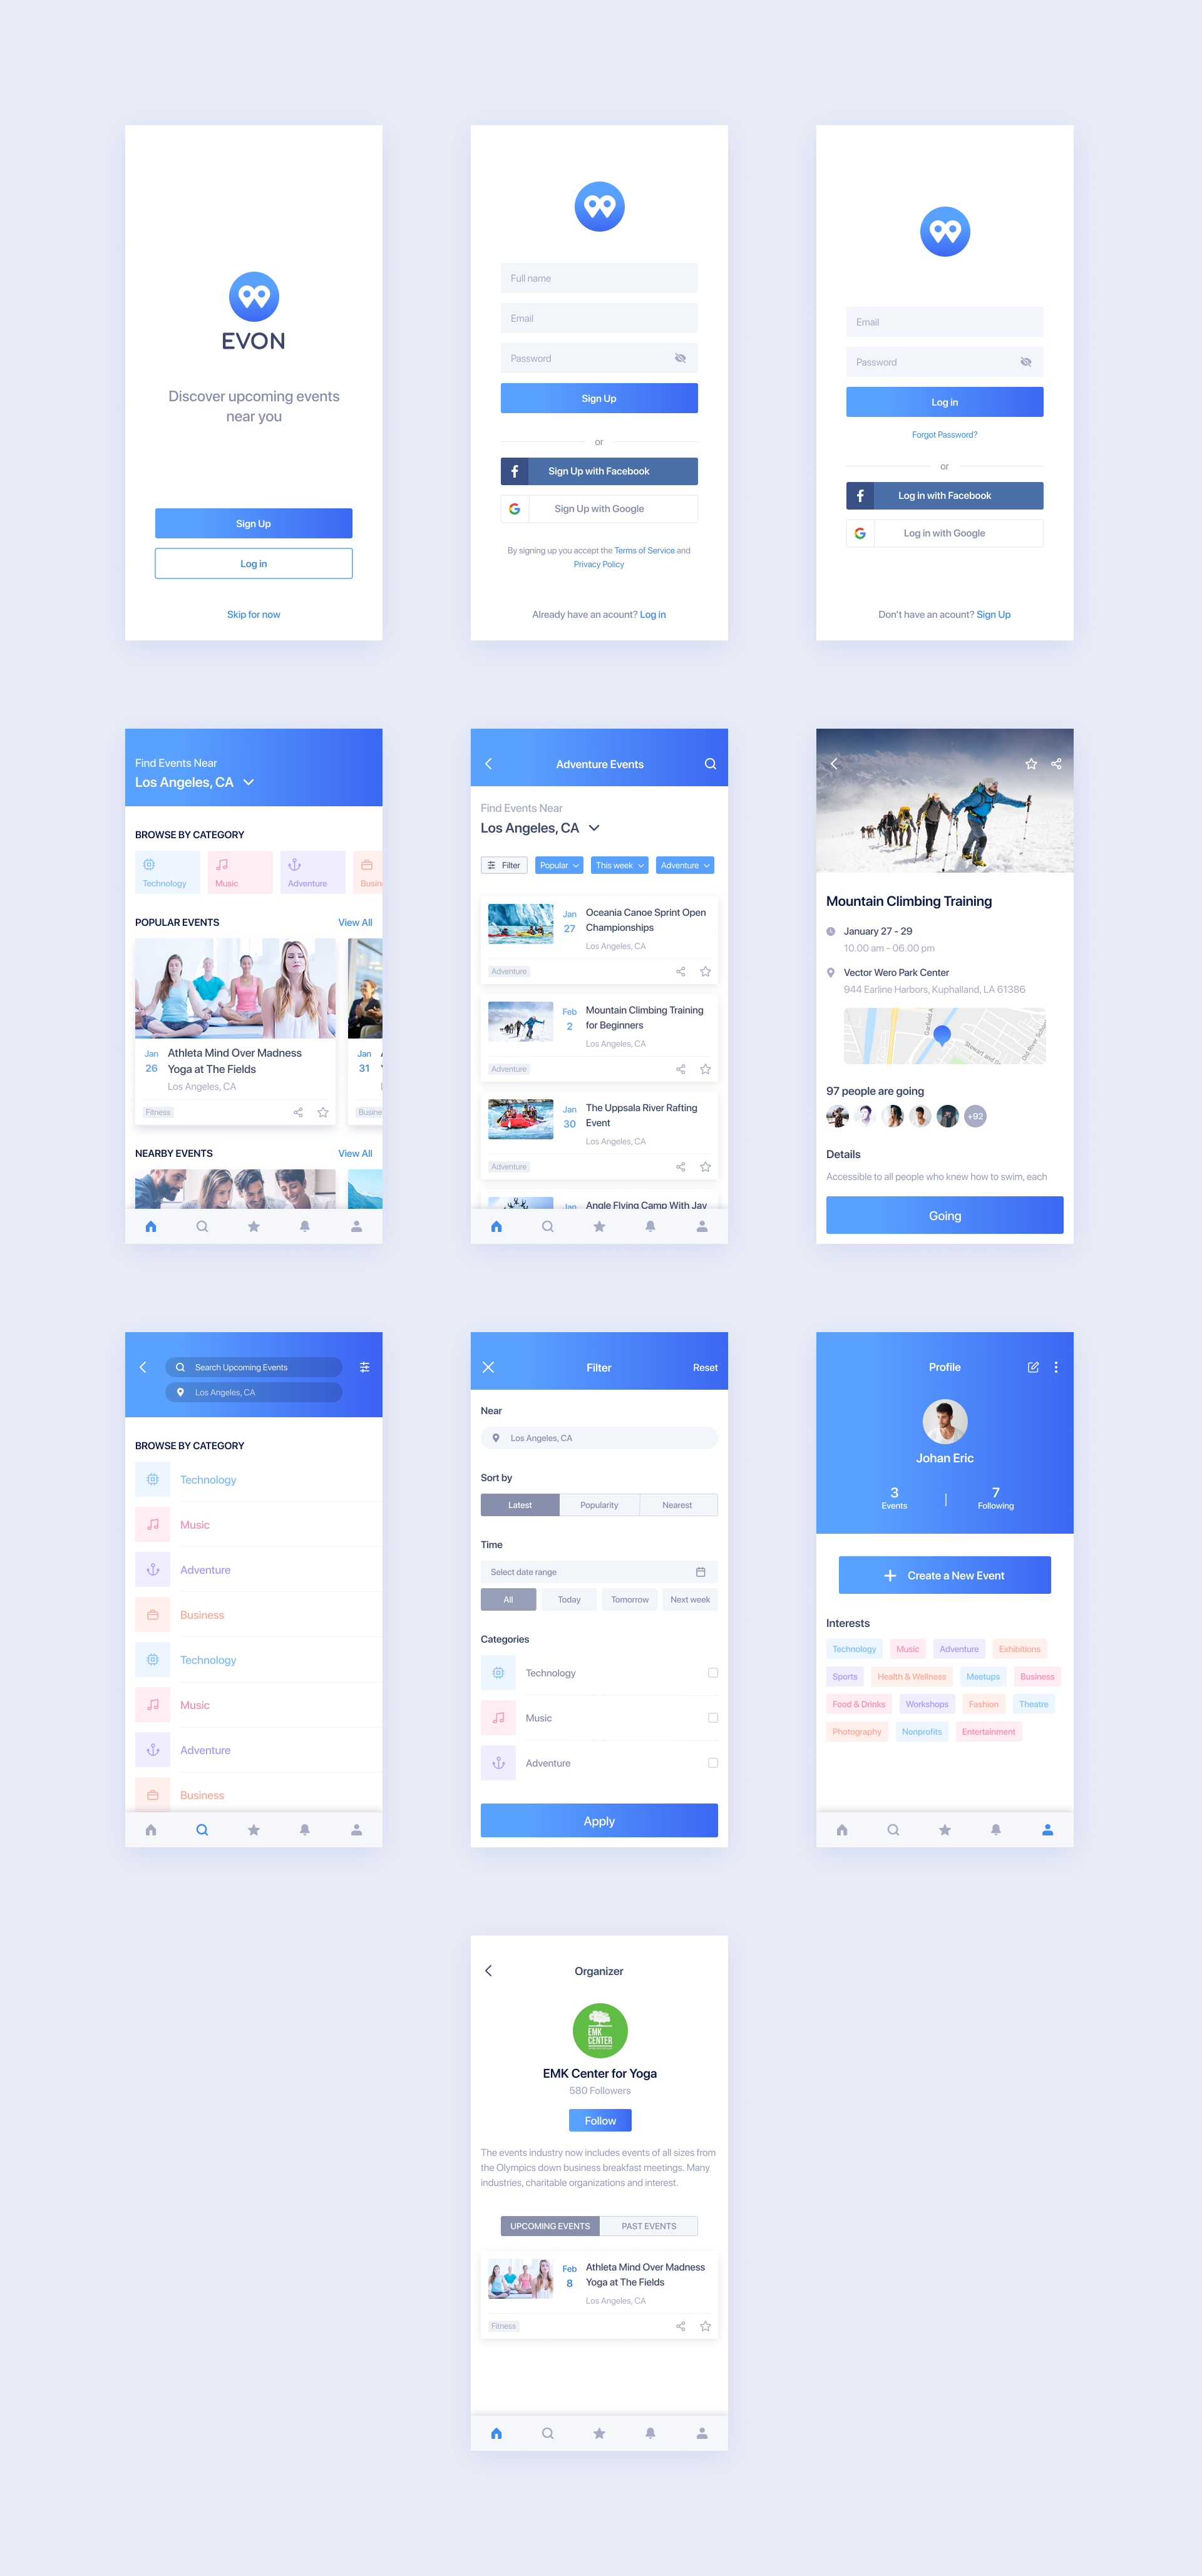 EVON
Discover upcoming events
near you
Sign Up
Log in
Skip for now
Full name
Email
Password
Sign Up
or
Sign Up with Facebook
Sign Up with Google
By signing up you accept the Terms of Service and
Privacy Policy
Already have an acount? Log in
Email
Password
Log in
Forgot Password?
or
Log in with Facebook
Log in with Google
Don't have an acount? Sign Up
Find Events Near
Los Angeles, CA
BROWSE BY CATEGORY
Technology
Music
Adventure
Busin
POPULAR EVENTS
View All
Jan
26
Athleta Mind Over Madness
Yoga at The Fields
Los Angeles, CA
Fitness
Jan
31
Busine
NEARBY EVENTS
View All
Adventure Events
Find Events Near
Los Angeles, CA
Filter
Popular
This week
Adventure
Jan
27
Oceania Canoe Sprint Open
Championships
Los Angeles, CA
Adventure
Feb
2
Mountain Climbing Training
for Beginners
Los Angeles, CA
Adventure
Jan
30
The Uppsala River Rafting
Event
Los Angeles, CA
Adventure
Jan
Angle Flying Camp With Jay
Mountain Climbing Training
January 27 - 29
10.00 am - 06.00 pm
Vector Wero Park Center
944 Earline Harbors, Kuphalland, LA 61386
Garfield A
Stewart and G
Old River School
97 people are going
+92
Details
Accessible to all people who knew how to swim, each
Going
Search Upcoming Events
Los Angeles, CA
BROWSE BY CATEGORY
Technology
Music
Adventure
Business
Technology
Music
Adventure
Business
Filter
Reset
Near
Los Angeles, CA
Sort by
Latest
Popularity
Nearest
Time
Select date range
All
Today
Tomorrow
Next week
Categories
Technology
Music
Adventure
Apply
Profile
Johan Eric
3
Events
7
Following
Create a New Event
Interests
Technology
Music
Adventure
Exhibitions
Sports
Health & Wellness
Meetups
Business
Food & Drinks
Workshops
Fashion
Theatre
Photography
Nonprofits
Entertainment
Organizer
EMK
CENTER
EMK Center for Yoga
580 Followers
Follow
The events industry now includes events of all sizes from
the Olympics down business breakfast meetings. Many
industries, charitable organizations and interest.
UPCOMING EVENTS
PAST EVENTS
Feb
8
Athleta Mind Over Madness
Yoga at The Fields
Los Angeles, CA
Fitness